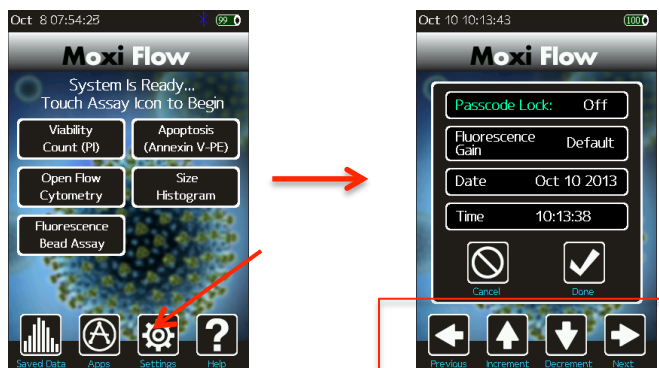 Oct 8 07:54:23
99
Moxi Flow
System Is Ready...
Touch Assay Icon to Begin
Viability
Count (PI)
Apoptosis
(Annexin V-PE)
Open Flow
Cytometry
Size
Histogram
Fluorescence
Bead Assay
Saved Data
Apps
Settings
?
Help
Oct 10 10:13:43
100
Moxi Flow
Passcode Lock: Off
Fluorescence
Gain
Default
Date Oct 10 2013
Time 10:13:38
Cancel
Done
Previous
Increment
Decrement
Next